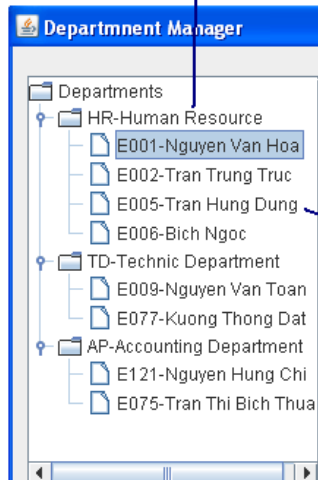 Departmnent Manager
Departments
HR-Human Resource
E001-Nguyen Van Hoa
E002-Tran Trung Truc
E005-Tran Hung Dung
E006-Bich Ngoc
TD-Technic Department
E009-Nguyen Van Toan
E077-Kuong Thong Dat
AP-Accounting Department
E121-Nguyen Hung Chi
E075-Tran Thi Bich Thua